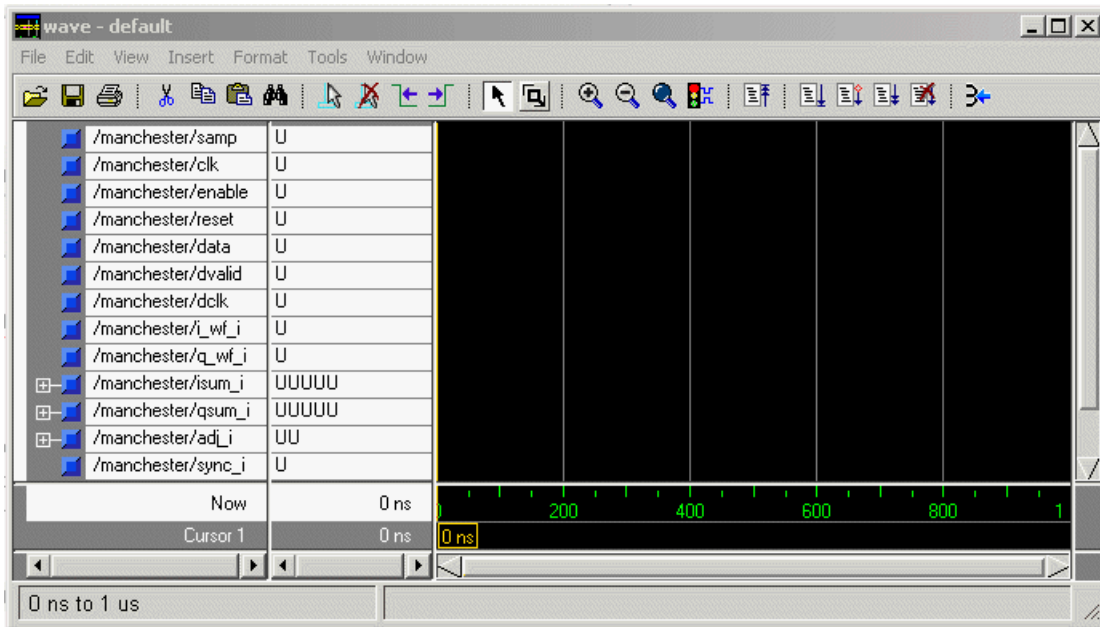 wave - default
File Edit View Insert Format Tools Window
/manchester/samp U
/manchester/clk U
/manchester/enable U
/manchester/reset U
/manchester/data U
/manchester/dvalid U
/manchester/dclk U
/manchester/i_wf_i U
/manchester/q_wf_i U
/manchester/isum_i UUUUU
/manchester/qsum_i UUUUU
/manchester/adj_i UU
/manchester/sync_i U
Now 0 ns 200 400 600 800 1
Cursor 1 0 ns 0 ns
0 ns to 1 us